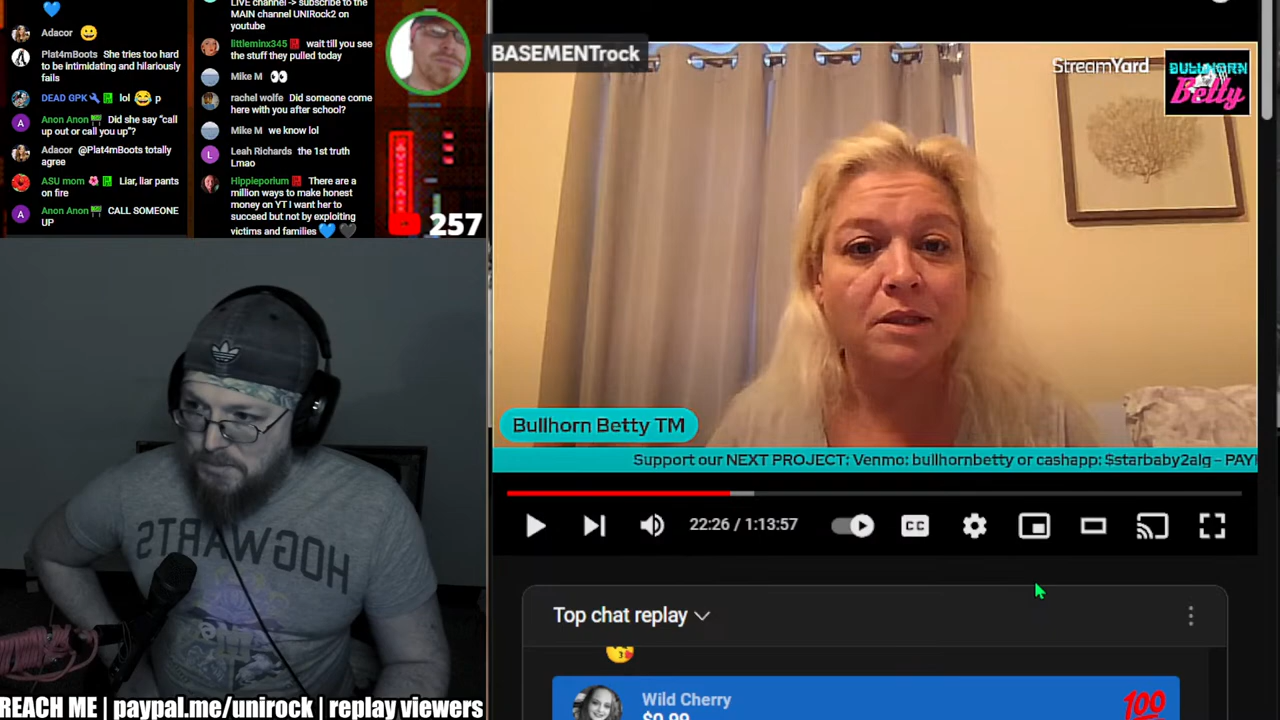 Adacor
Plat4mBoots She tries too hard
to be intimidating and hilariously
fails
DEAD GPK lol p
Anon Anon Did she say "call
up out or call you up"?
Adacor @Plat4mBoots totally
agree
ASU mom Liar, liar pants
on fire
Anon Anon CALL SOMEONE
UP
LIVE channel -> subscribe to the
MAIN channel UNIRock2 on
youtube
littleminx345 wait till you see
the stuff they pulled today
Mike M
rachel wolfe Did someone come
here with you after school?
Mike M we know lol
Leah Richards the 1st truth
Lmao
Hippieporium There are a
million ways to make honest
money on YT I want her to
succeed but not by exploiting
victims and families
257
BASEMENTrock
StreamYard
BULLHORN
Betty
Bullhorn Betty TM
Support our NEXT PROJECT: Venmo: bullhornbetty or cashapp: $starbaby2alg - PAY
22:26 / 1:13:57
CC
Top chat replay
Wild Cherry
$9.99
100
HOGWARTS
REACH ME | paypal.me/unirock | replay viewers